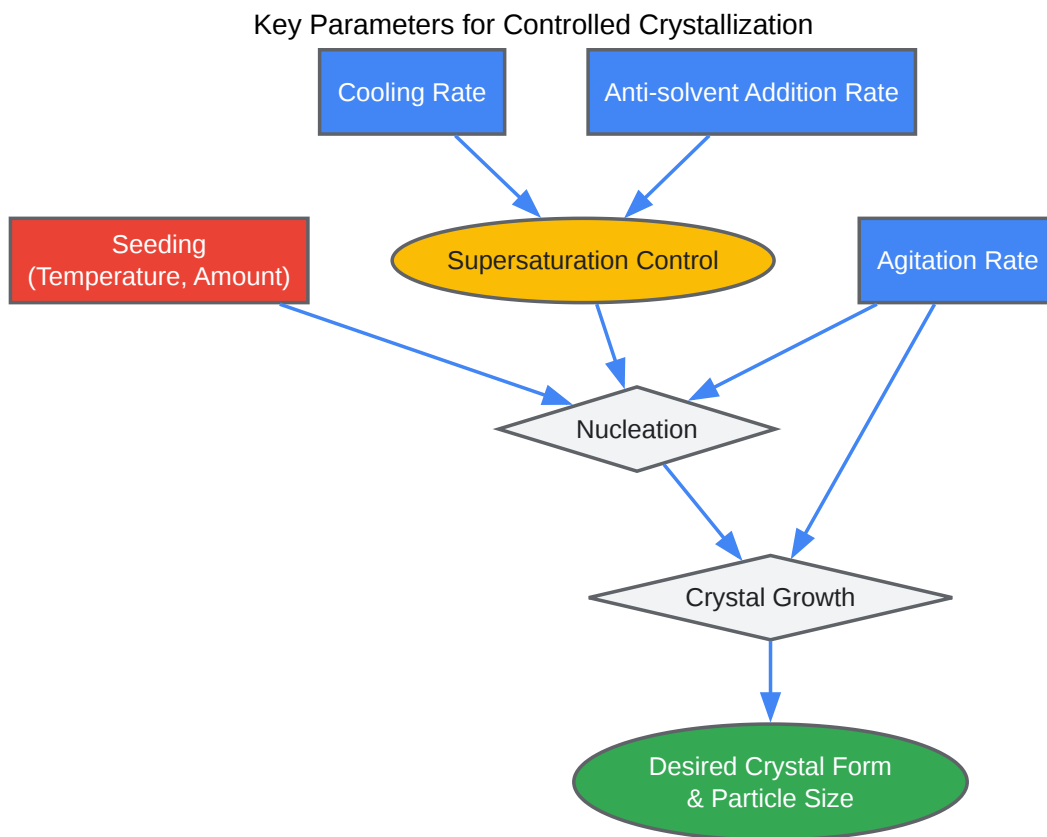 Key Parameters for Controlled Crystallization
Cooling Rate
Anti-solvent Addition Rate
Seeding
(Temperature, Amount)
Supersaturation Control
Agitation Rate
Nucleation
Crystal Growth
Desired Crystal Form
& Particle Size